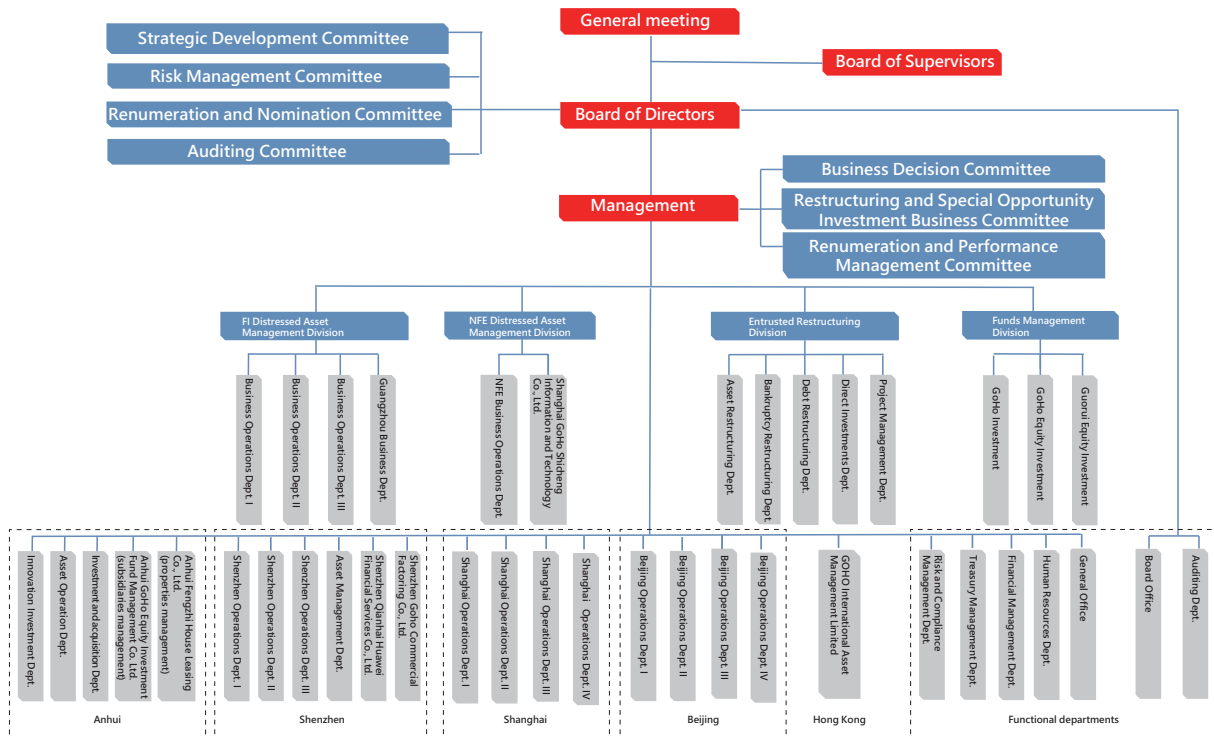 General meeting
Strategic Development Committee
Board of Supervisors
Risk Management Committee
Renumeration and Nomination Committee
Board of Directors
Auditing Committee
Business Decision Committee
Management
Restructuring and Special Opportunity
Investment Business Committee
Renumeration and Performance
Management Committee
FI Distressed Asset
Management Division
NFE Distressed Asset
Management Division
Entrusted Restructuring
Division
Funds Management
Division
Business Operations Dept. I
Business Operations Dept. II
Business Operations Dept. III
Guangzhou Business Dept.
NFE Business Operations Dept.
Shanghai GoHo Shicheng
Information and Technology
Co., Ltd.
Asset Restructuring Dept.
Bankruptcy Restructuring Dept.
Debt Restructuring Dept.
Direct Investments Dept.
Project Management Dept.
GoHo Investment
GoHo Equity Investment
Guorui Equity Investment
Innovation Investment Dept.
Asset Operation Dept.
Investment and acquisition Dept
Anhui GoHo Equity Investment
Fund Management Co. Ltd.
(subsidiaries management)
Anhui Fengzhi House Leasing
Co., Ltd.
(properties management)
Shenzhen Operations Dept. I
Shenzhen Operations Dept. II
Shenzhen Operations Dept. III
Asset Management Dept.
Shenzhen Qianhai Huawei
Financial Services Co., Ltd.
Shenzhen Goho Commercial
Factoring Co., Ltd.
Shanghai Operations Dept. I
Shanghai Operations Dept. II
Shanghai Operations Dept. III
Shanghai Operations Dept. IV
Beijing Operations Dept. I
Beijing Operations Dept. II
Beijing Operations Dept. III
Beijing Operations Dept. IV
GOHO International Asset
Management Limited
Risk and Compliance
Management Dept.
Treasury Management Dept.
Financial Management Dept.
Human Resources Dept.
General Office
Board Office
Auditing Dept.
Anhui
Shenzhen
Shanghai
Beijing
Hong Kong
Functional departments